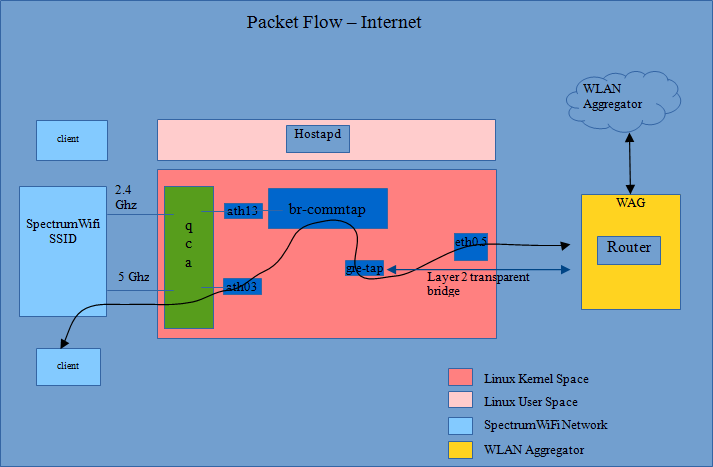 Packet Flow – Internet
WLAN
Aggregator
client
Hostapd
2.4
Ghz
SpectrumWifi
SSID
q
c
a
ath13
br-commtap
WAG
Router
eth0.5
gre-tap
Layer 2 transparent
bridge
5 Ghz
ath03
client
Linux Kernel Space
Linux User Space
SpectrumWiFi Network
WLAN Aggregator